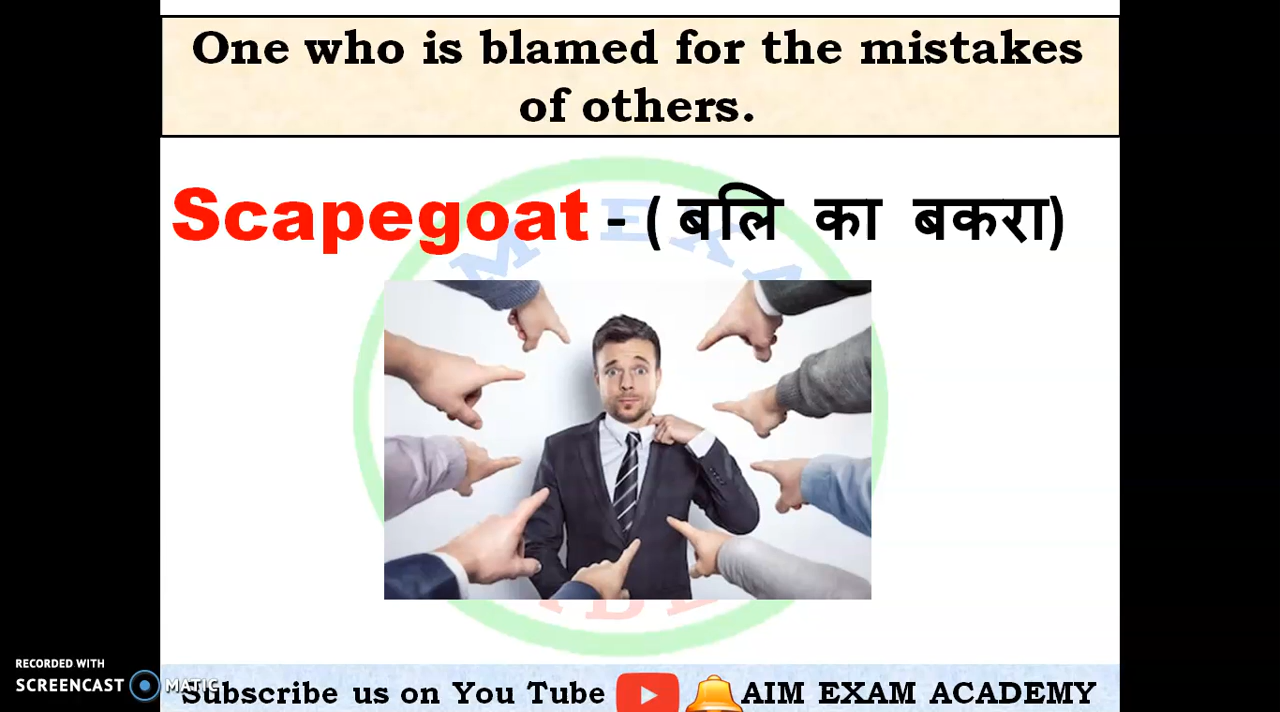 One who is blamed for the mistakes
of others.
Scapegoat - ( बलि का बकरा)
RECORDED WITH
SCREENCAST MATIC
Subscribe us on You Tube AIM EXAM ACADEMY